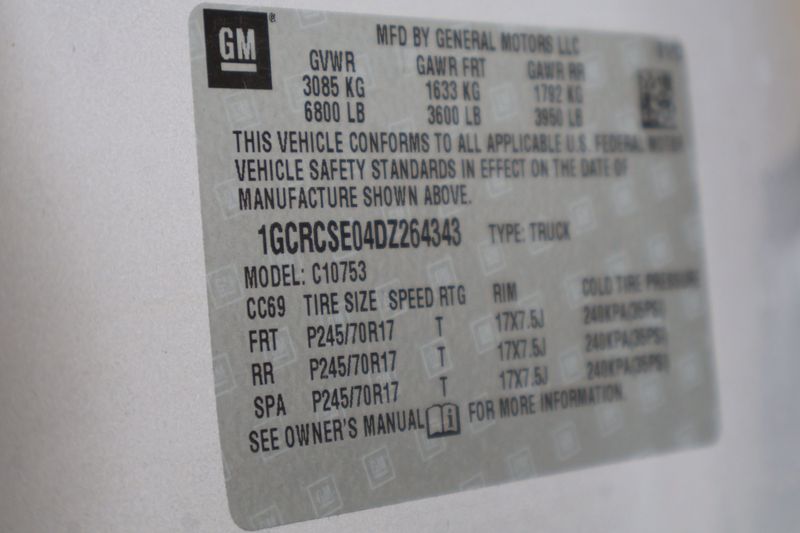 GM
MFD BY GENERAL MOTORS LLC
GVWR GAWR FRT GAWR RR
3085 KG 1633 KG 1792 KG
6800 LB 3600 LB 3950 LB
THIS VEHICLE CONFORMS TO ALL APPLICABLE U.S. FEDERAL MOTOR
VEHICLE SAFETY STANDARDS IN EFFECT ON THE DATE OF
MANUFACTURE SHOWN ABOVE.
1GCRCSE04DZ264343 TYPE: TRUCK
MODEL: C10753
CC69 TIRE SIZE SPEED RTG RIM COLD TIRE PRESSURE
FRT P245/70R17 T 17X7.5J 240KPA(35PSI)
RR P245/70R17 T 17X7.5J 240KPA(35PSI)
SPA P245/70R17 T 17X7.5J 240KPA(35PSI)
SEE OWNER'S MANUAL FOR MORE INFORMATION.